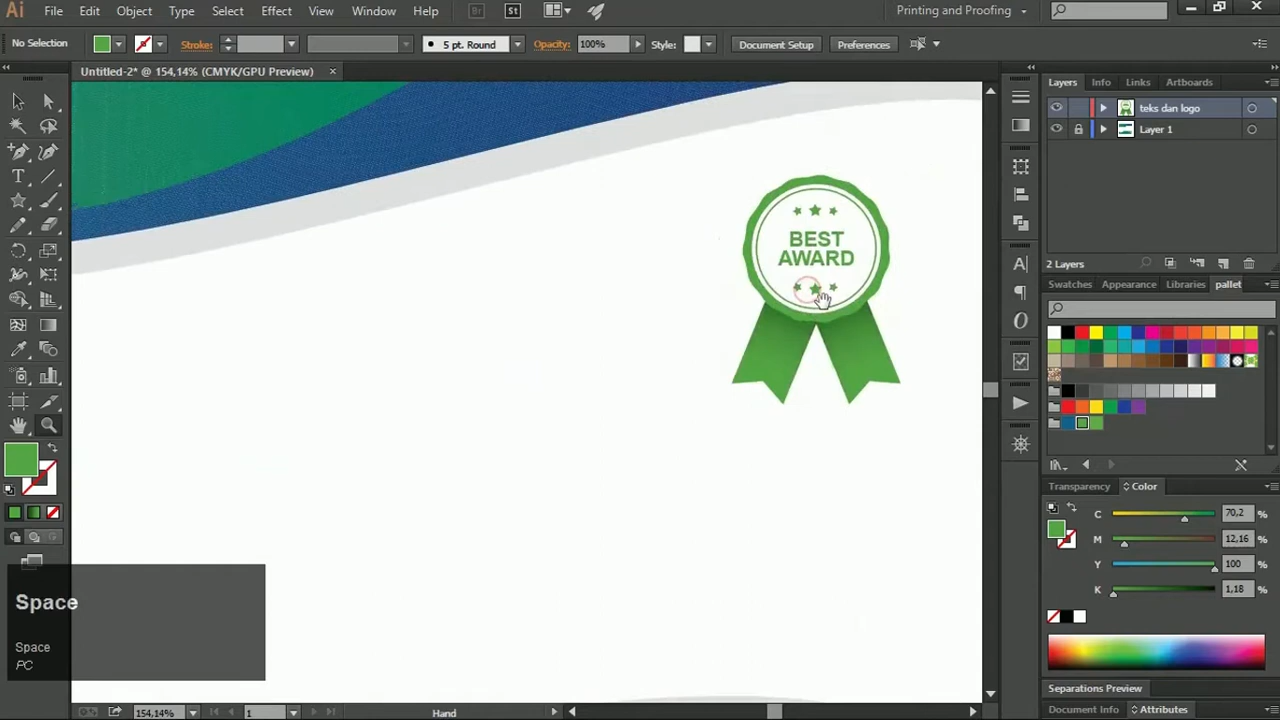 Ai File Edit Object Type Select Effect View Window Help Br St Printing and Proofing
No Selection Stroke: 5 pt. Round Opacity: 100% Style: Document Setup Preferences
Untitled-2* @ 154,14% (CMYK/GPU Preview) ×
Layers Info Links Artboards
teks dan logo
Layer 1
2 Layers
Swatches Appearance Libraries pallet
BEST
AWARD
Transparency Color
C 70,2 %
M 12,16 %
Y 100 %
K 1,18 %
Separations Preview
Document Info Attributes
Space
Space
PC
154,14% 1 Hand